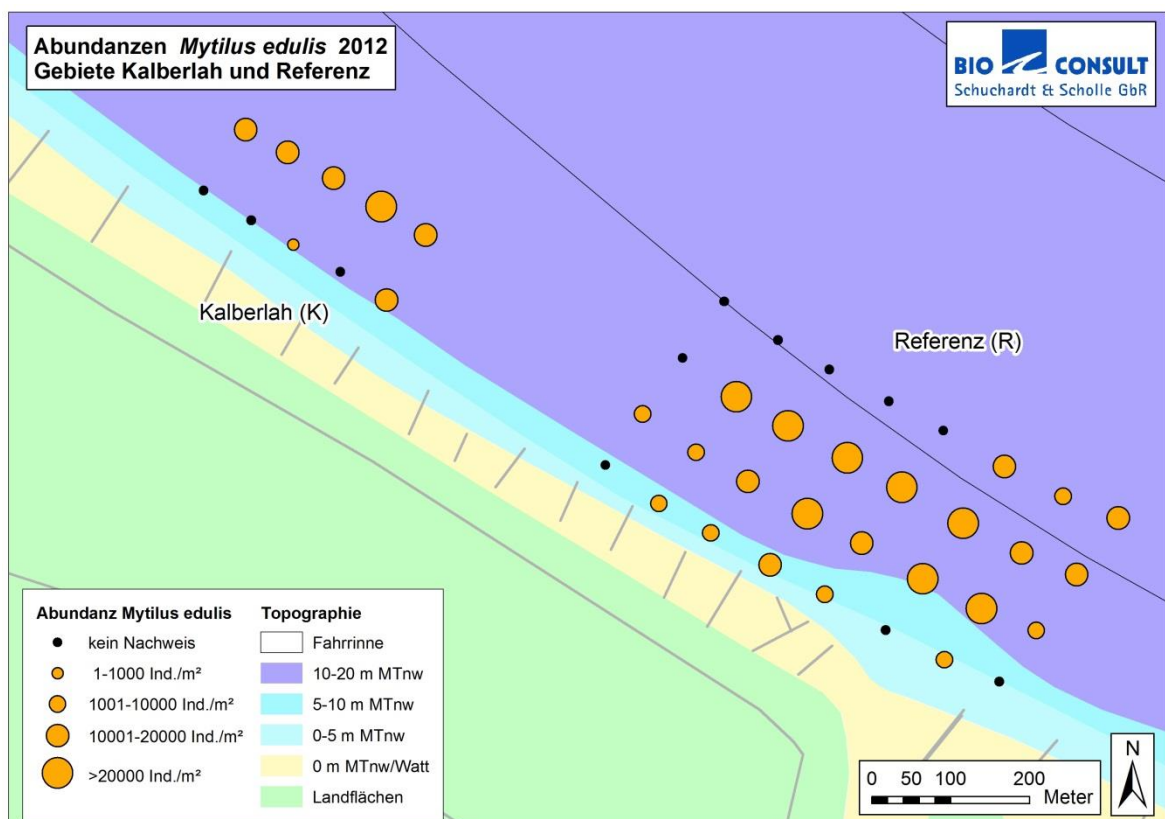 Abundanzen Mytilus edulis 2012
Gebiete Kalberlah und Referenz
BIO CONSULT
Schuchardt & Scholle GbR
Kalberlah (K)
Referenz (R)
Abundanz Mytilus edulis
kein Nachweis
1-1000 Ind./m²
1001-10000 Ind./m²
10001-20000 Ind./m²
>20000 Ind./m²
Topographie
Fahrrinne
10-20 m MTnw
5-10 m MTnw
0-5 m MTnw
0 m MTnw/Watt
Landflächen
N
0 50 100 200
Meter